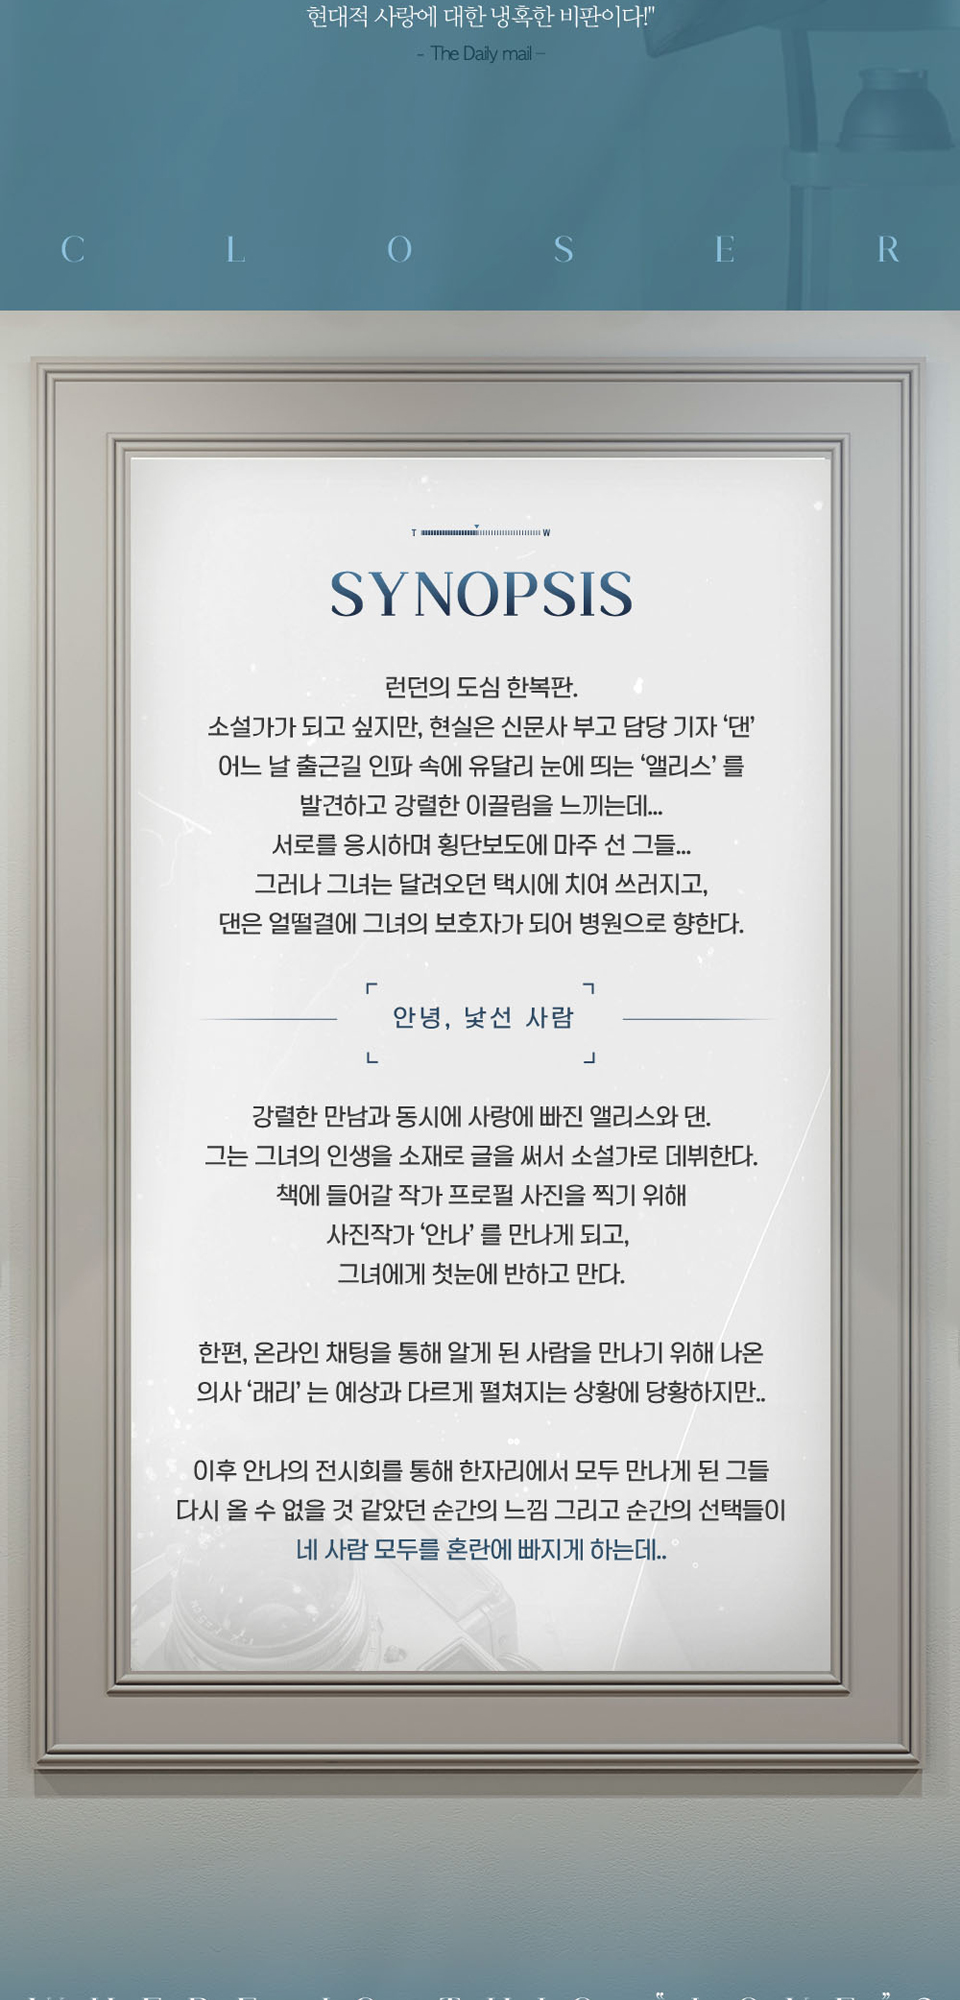 현대적 사랑에 대한 냉혹한 비판이다!"
- The Daily mail -
C L O S E R
T W
SYNOPSIS
런던의 도심 한복판.
소설가가 되고 싶지만, 현실은 신문사 부고 담당 기자 ‘댄’
어느 날 출근길 인파 속에 유달리 눈에 띄는 ‘앨리스’ 를
발견하고 강렬한 이끌림을 느끼는데...
서로를 응시하며 횡단보도에 마주 선 그들...
그러나 그녀는 달려오던 택시에 치여 쓰러지고,
댄은 얼떨결에 그녀의 보호자가 되어 병원으로 향한다.
안녕, 낯선 사람
강렬한 만남과 동시에 사랑에 빠진 앨리스와 댄.
그는 그녀의 인생을 소재로 글을 써서 소설가로 데뷔한다.
책에 들어갈 작가 프로필 사진을 찍기 위해
사진작가 ‘안나’ 를 만나게 되고,
그녀에게 첫눈에 반하고 만다.
한편, 온라인 채팅을 통해 알게 된 사람을 만나기 위해 나온
의사 ‘래리’ 는 예상과 다르게 펼쳐지는 상황에 당황하지만..
이후 안나의 전시회를 통해 한자리에서 모두 만나게 된 그들
다시 올 수 없을 것 같았던 순간의 느낌 그리고 순간의 선택들이
네 사람 모두를 혼란에 빠지게 하는데..